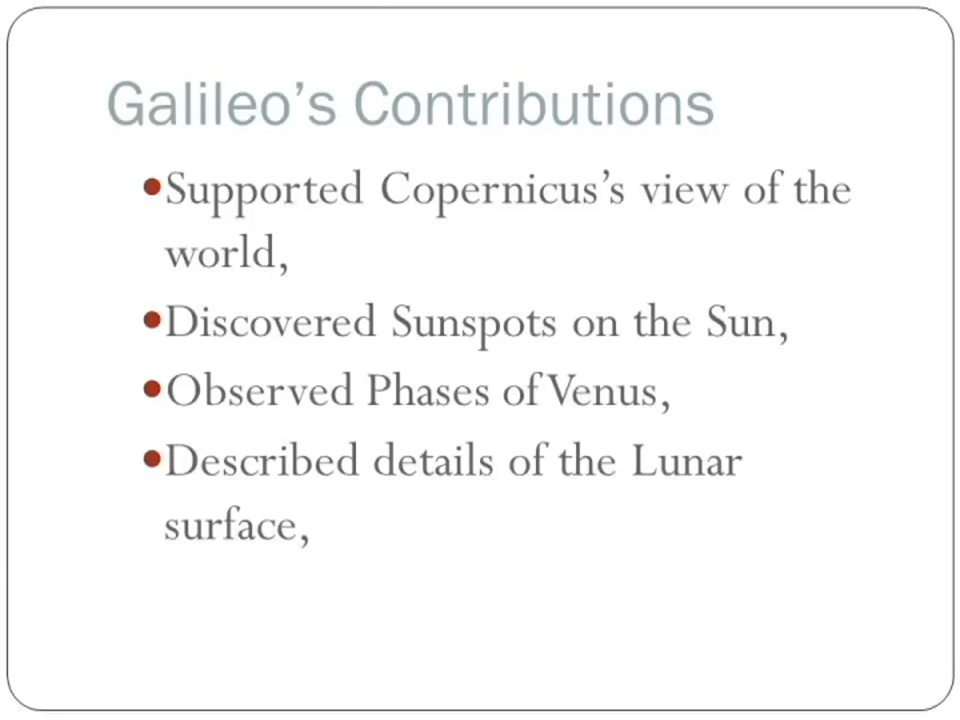 Galileo’s Contributions
•Supported Copernicus’s view of the
world,
•Discovered Sunspots on the Sun,
•Observed Phases of Venus,
•Described details of the Lunar
surface,